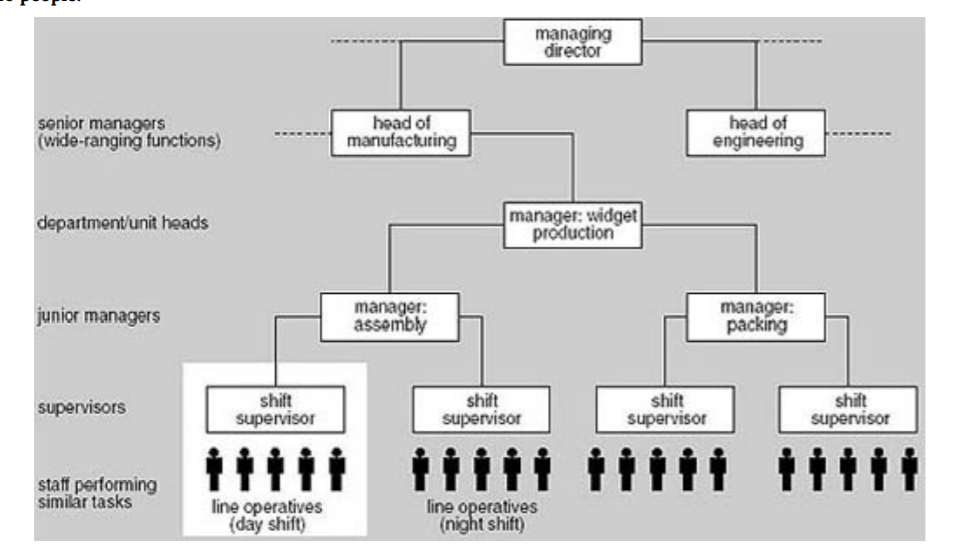 people.
managing
director
senior managers
(wide-ranging functions)
head of
manufacturing
head of
engineering
department/unit heads
manager: widget
production
junior managers
manager:
assembly
manager:
packing
supervisors
shift
supervisor
shift
supervisor
shift
supervisor
shift
supervisor
staff performing
similar tasks
line operatives
(day shift)
line operatives
(night shift)